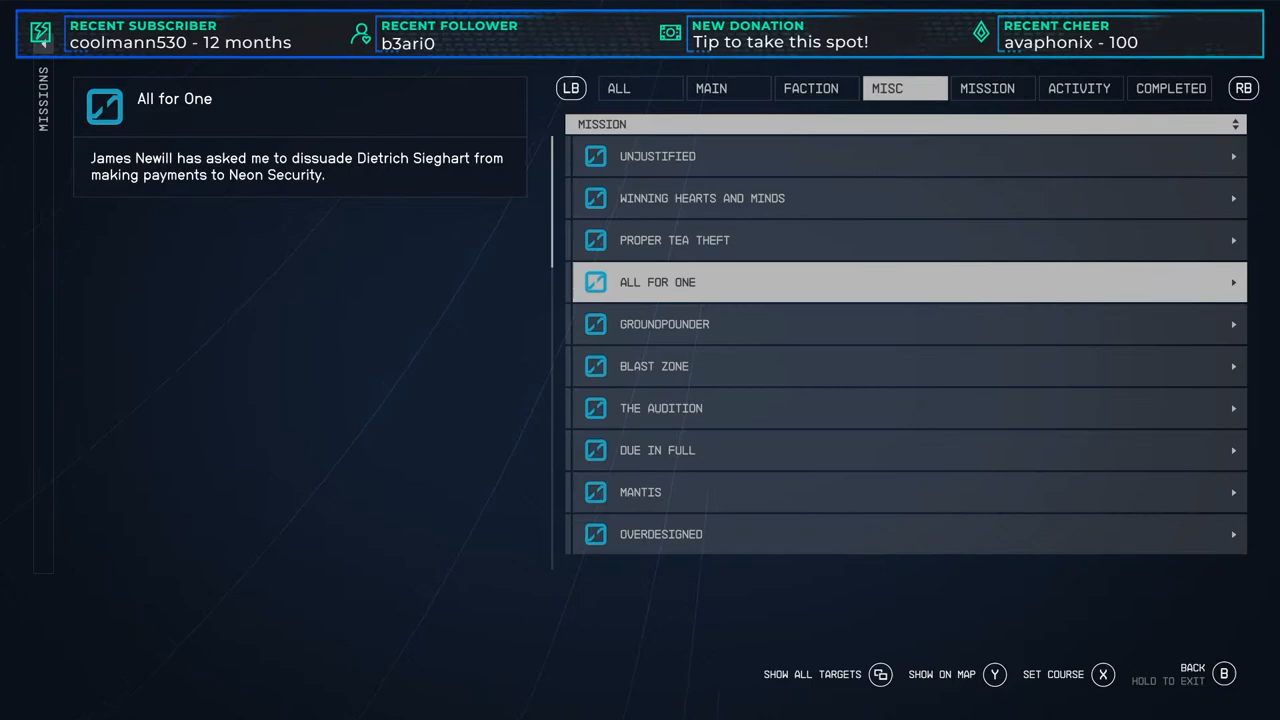 RECENT SUBSCRIBER
coolmann530 - 12 months
RECENT FOLLOWER
b3ari0
NEW DONATION
Tip to take this spot!
RECENT CHEER
avaphonix - 100
MISSIONS
All for One
James Newill has asked me to dissuade Dietrich Sieghart from
making payments to Neon Security.
LB ALL MAIN FACTION MISC MISSION ACTIVITY COMPLETED RB
MISSION
UNJUSTIFIED
WINNING HEARTS AND MINDS
PROPER TEA THEFT
ALL FOR ONE
GROUNDPOUNDER
BLAST ZONE
THE AUDITION
DUE IN FULL
MANTIS
OVERDESIGNED
SHOW ALL TARGETS SHOW ON MAP Y SET COURSE X BACK B
HOLD TO EXIT